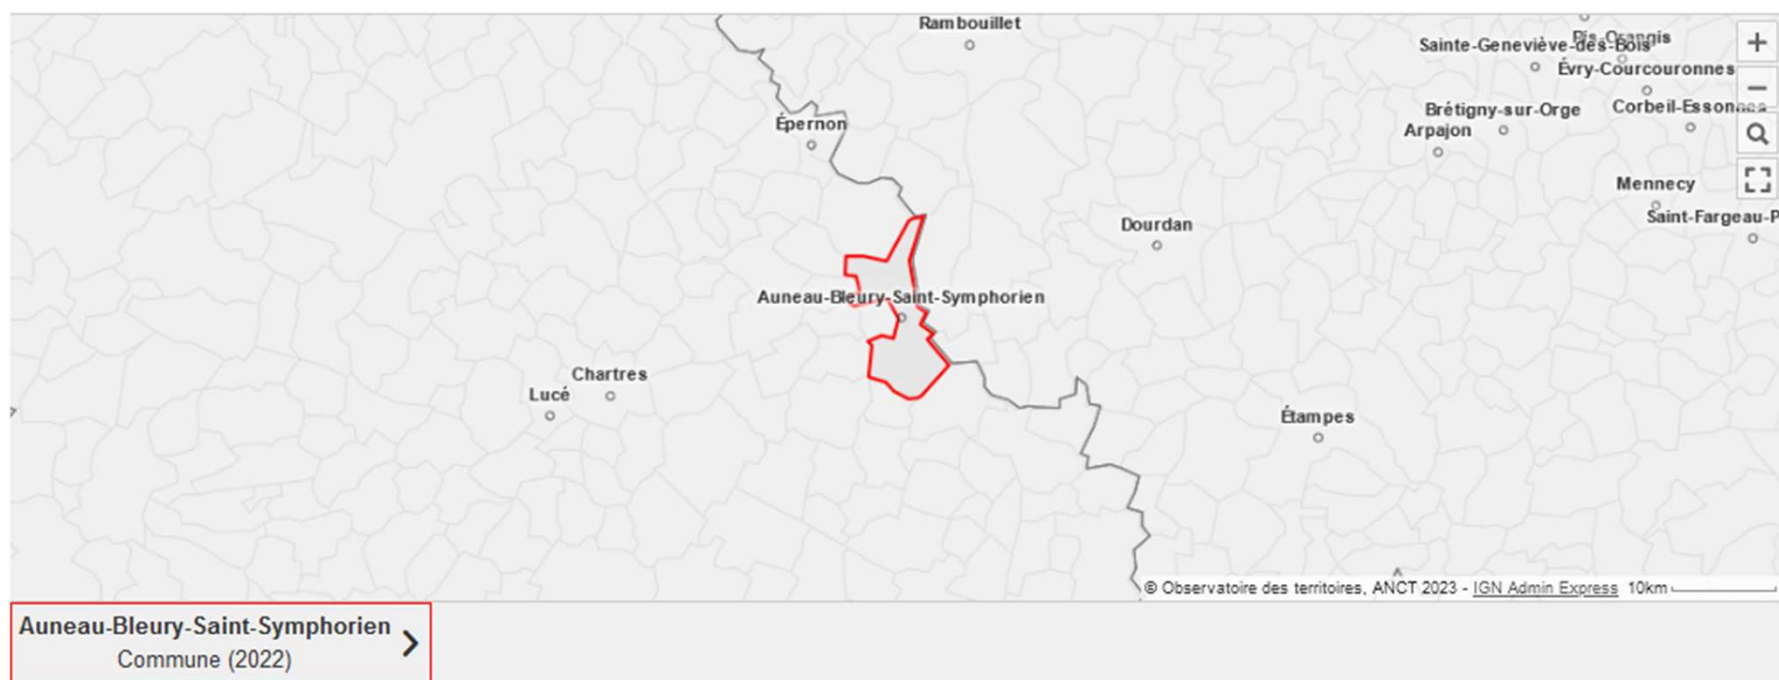 Rambouillet
Ris-Orangis
Sainte-Geneviève-des-Bois
Évry-Courcouronnes
Brétigny-sur-Orge
Corbeil-Essonnes
Épernon
Arpajon
Mennecy
Saint-Fargeau-P
Dourdan
Auneau-Bleury-Saint-Symphorien
Chartres
Lucé
Étampes
© Observatoire des territoires, ANCT 2023 - IGN Admin Express 10km
Auneau-Bleury-Saint-Symphorien
Commune (2022)